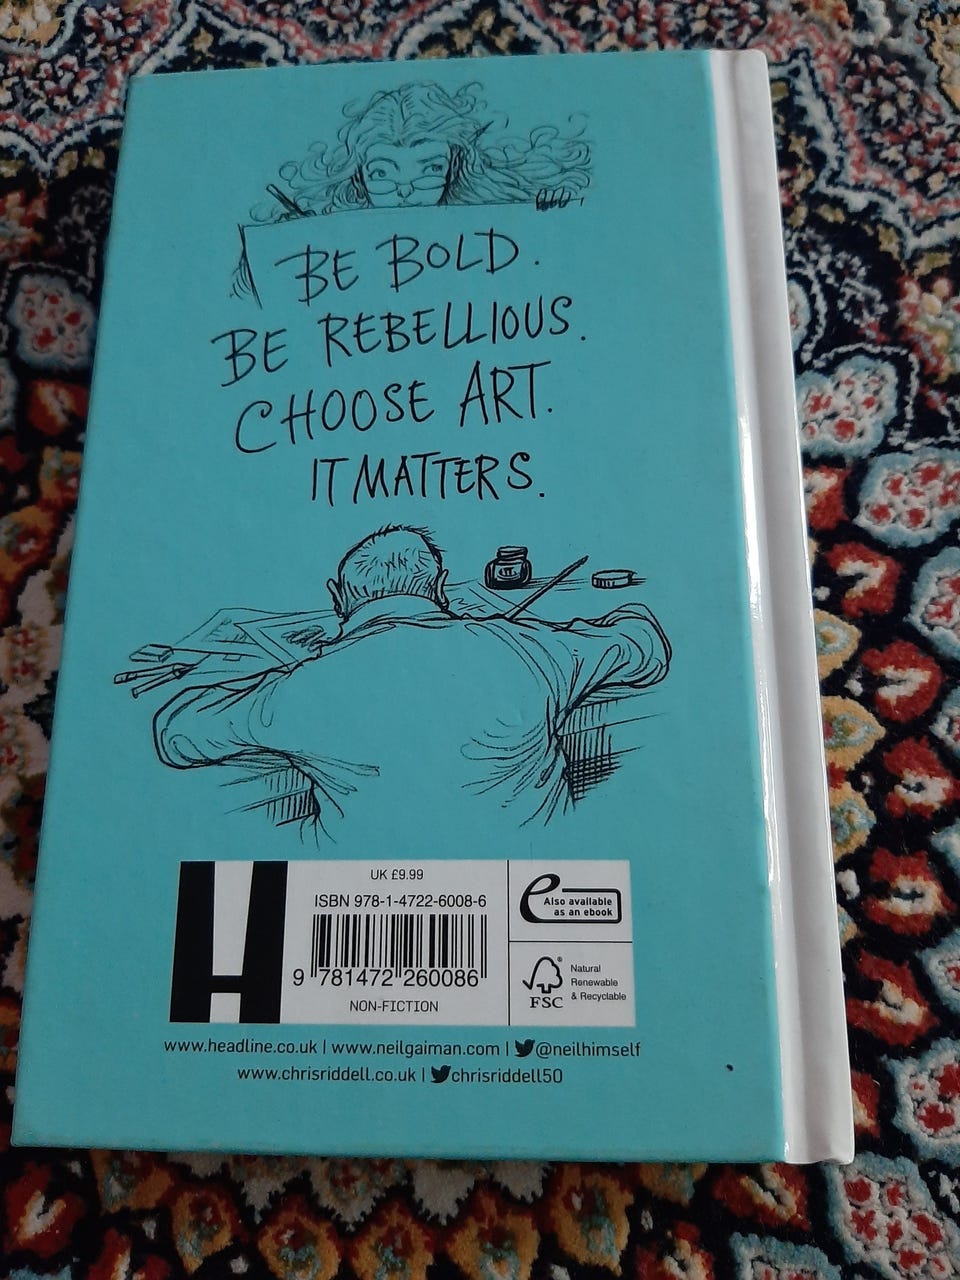 BE BOLD.
BE REBELLIOUS.
CHOOSE ART.
IT MATTERS.
H
UK £9.99
ISBN 978-1-4722-6008-6
9 781472 260086
NON-FICTION
e
Also available
as an ebook
FSC
®
Natural
Renewable
& Recyclable
www.headline.co.uk | www.neilgaiman.com | @neilhimself
www.chrisriddell.co.uk | chrisriddell50